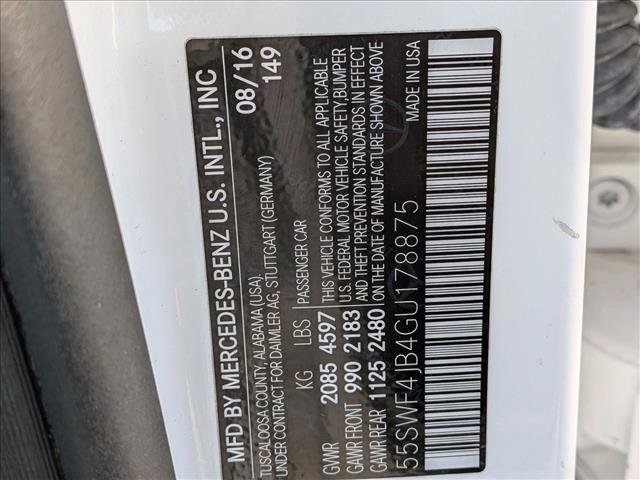 MFD BY MERCEDES-BENZ U.S. INTL., INC
TUSCALOOSA COUNTY, ALABAMA (USA).
UNDER CONTRACT FOR DAIMLER AG, STUTTGART (GERMANY)
08/16
149
KG LBS PASSENGER CAR
GVWR 2085 4597
GAWR FRONT 990 2183
GAWR REAR 1125 2480
THIS VEHICLE CONFORMS TO ALL APPLICABLE
U.S. FEDERAL MOTOR VEHICLE SAFETY,BUMPER
AND THEFT PREVENTION STANDARDS IN EFFECT
ON THE DATE OF MANUFACTURE SHOWN ABOVE
55SWF4JB4GU178875
MADE IN USA